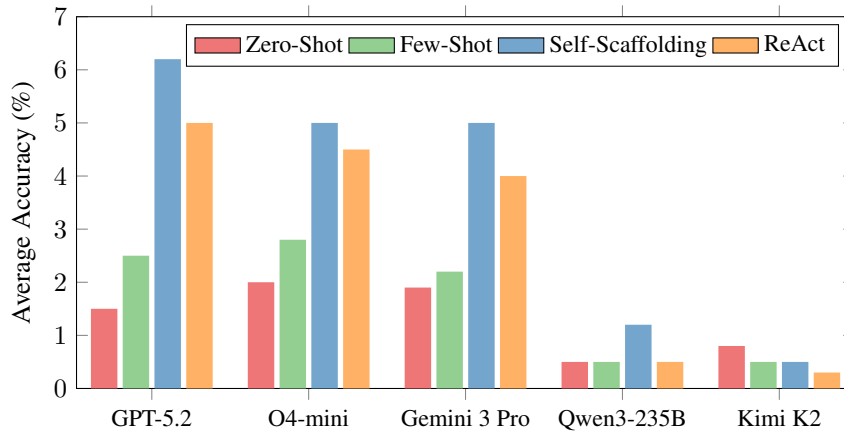 Average Accuracy (%)
7
6
5
4
3
2
1
0
Zero-Shot Few-Shot Self-Scaffolding ReAct
GPT-5.2 O4-mini Gemini 3 Pro Qwen3-235B Kimi K2